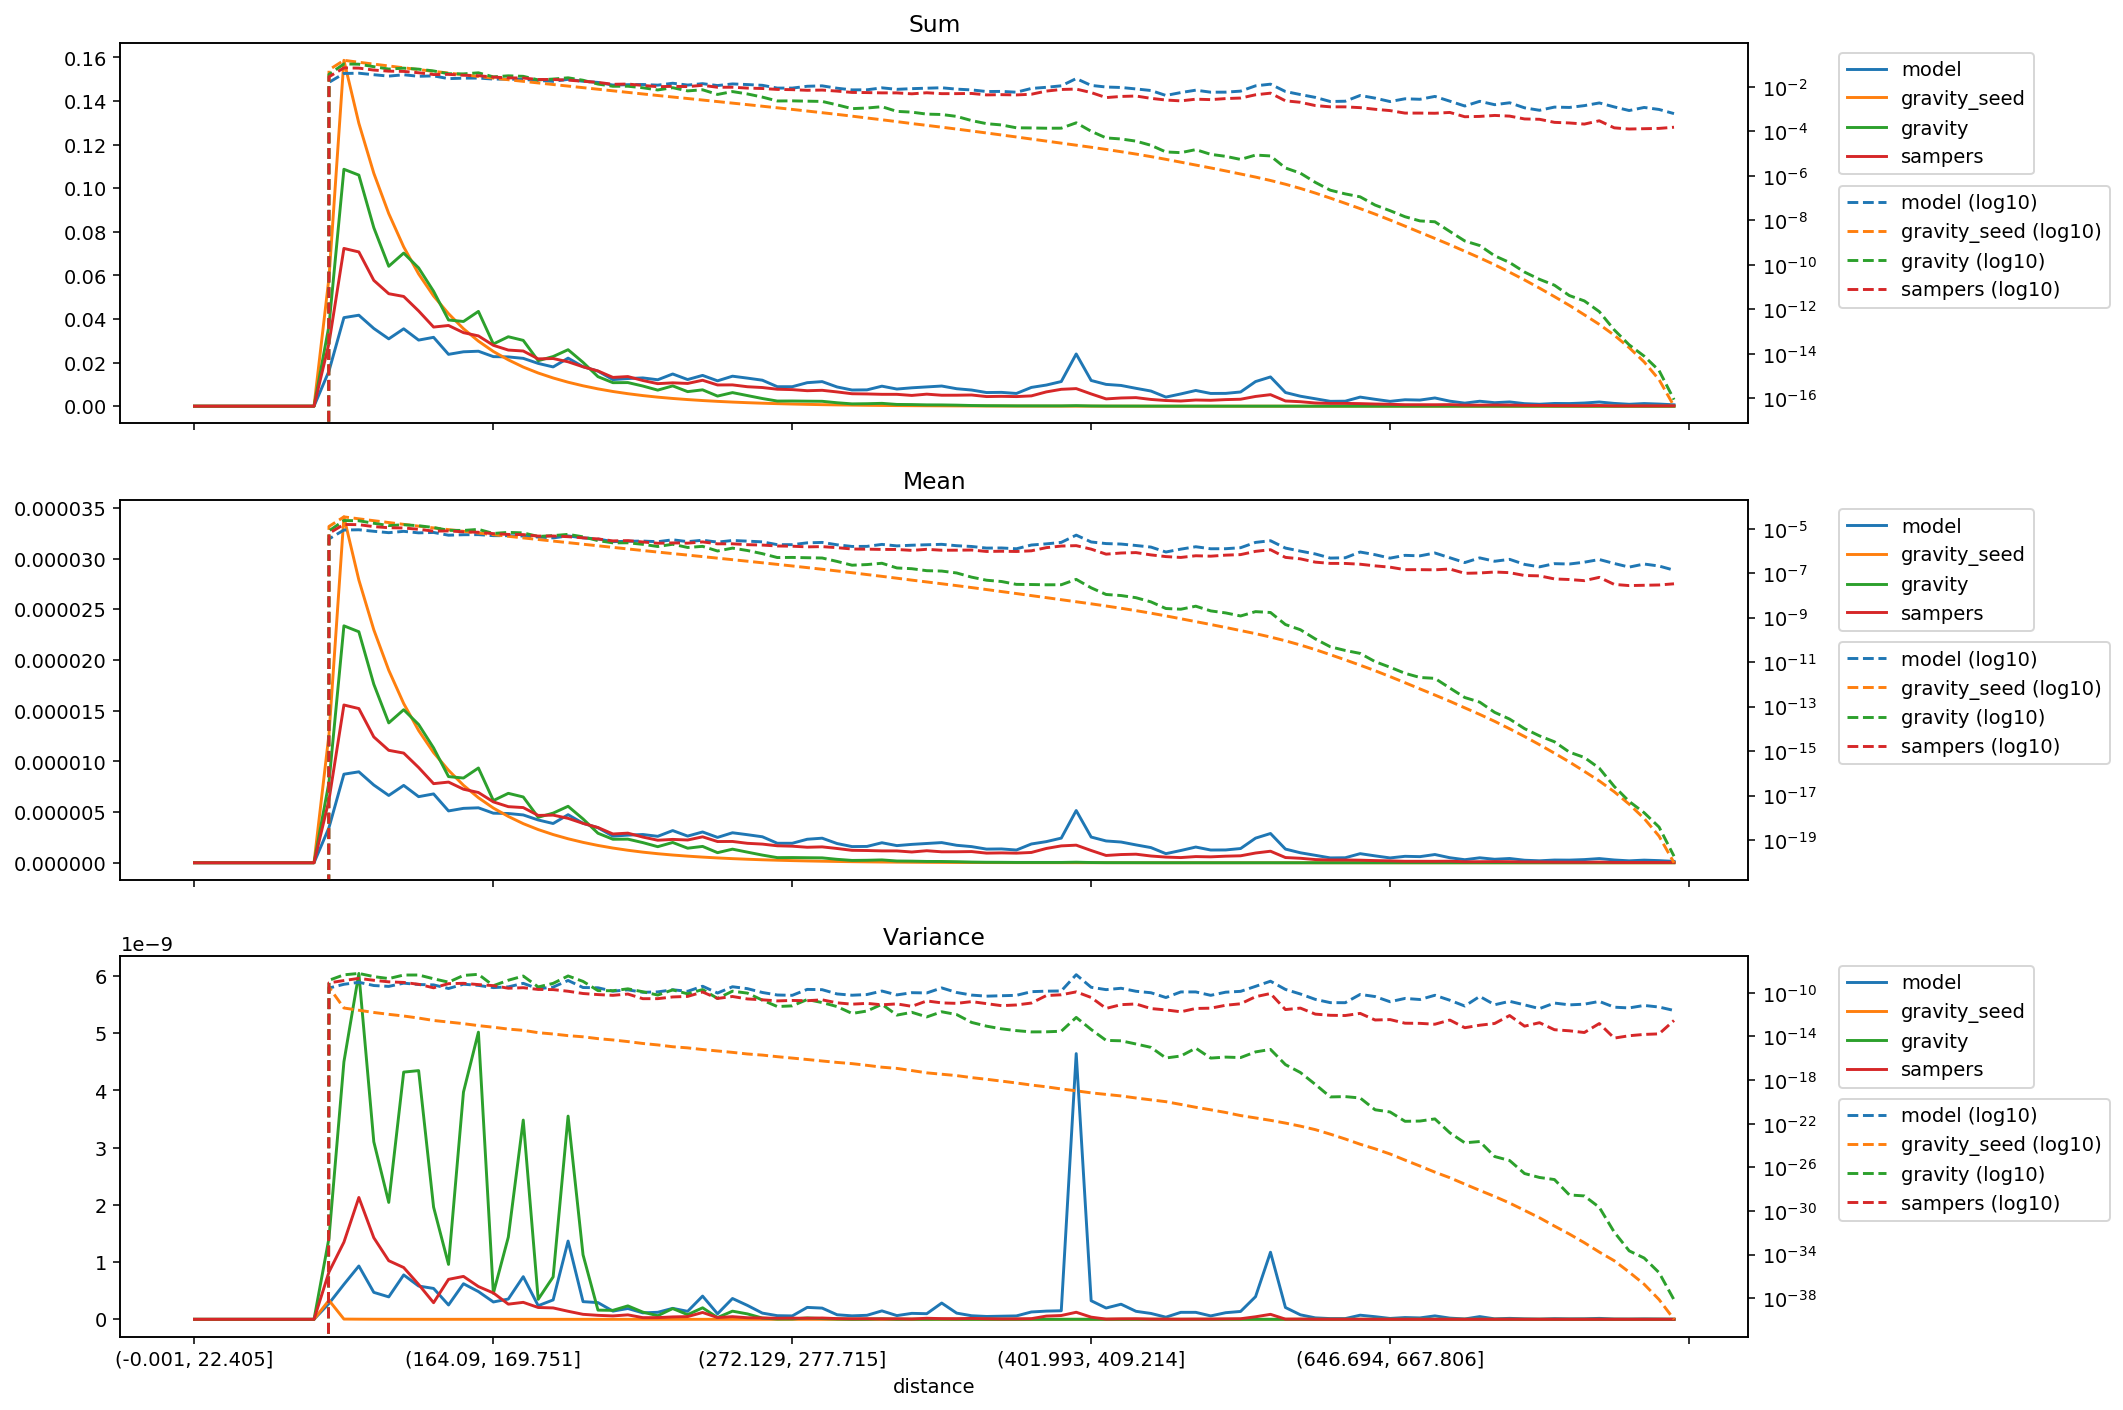 Sum
0.16
0.14
0.12
0.10
0.08
0.06
0.04
0.02
0.00
10−2
10−4
10−6
10−8
10−10
10−12
10−14
10−16
model
gravity_seed
gravity
sampers
model (log10)
gravity_seed (log10)
gravity (log10)
sampers (log10)
Mean
0.000035
0.000030
0.000025
0.000020
0.000015
0.000010
0.000005
0.000000
10−5
10−7
10−9
10−11
10−13
10−15
10−17
10−19
model
gravity_seed
gravity
sampers
model (log10)
gravity_seed (log10)
gravity (log10)
sampers (log10)
Variance
1e−9
6
5
4
3
2
1
0
10−10
10−14
10−18
10−22
10−26
10−30
10−34
10−38
model
gravity_seed
gravity
sampers
model (log10)
gravity_seed (log10)
gravity (log10)
sampers (log10)
(-0.001, 22.405] (164.09, 169.751] (272.129, 277.715] (401.993, 409.214] (646.694, 667.806]
distance